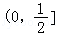 (0, 1/2]